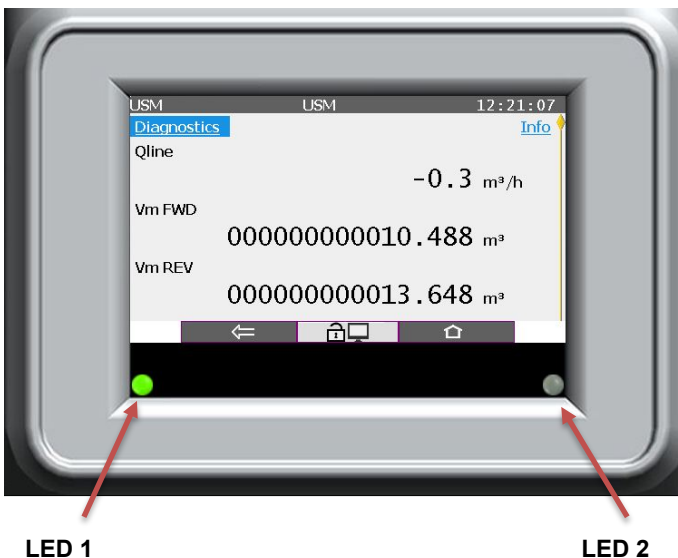 USM USM 12:21:07
Diagnostics Info
Qline
-0.3 m³/h
Vm FWD
000000000010.488 m³
Vm REV
000000000013.648 m³
LED 1 LED 2